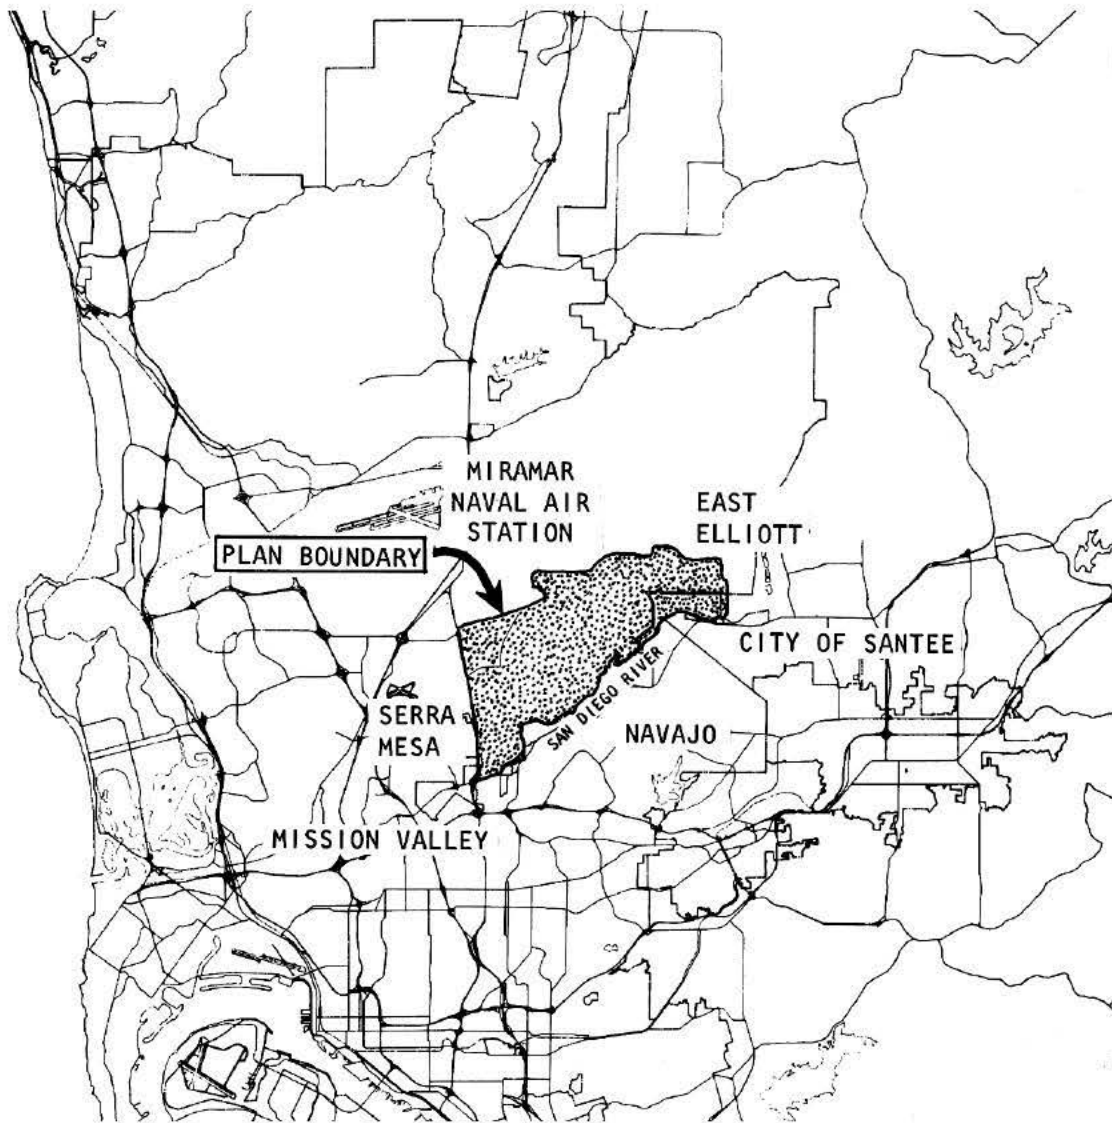 MIRAMAR
NAVAL AIR
STATION
EAST
ELLIOTT
PLAN BOUNDARY
CITY OF SANTEE
SAN DIEGO RIVER
SERRA
MESA
NAVAJO
MISSION VALLEY